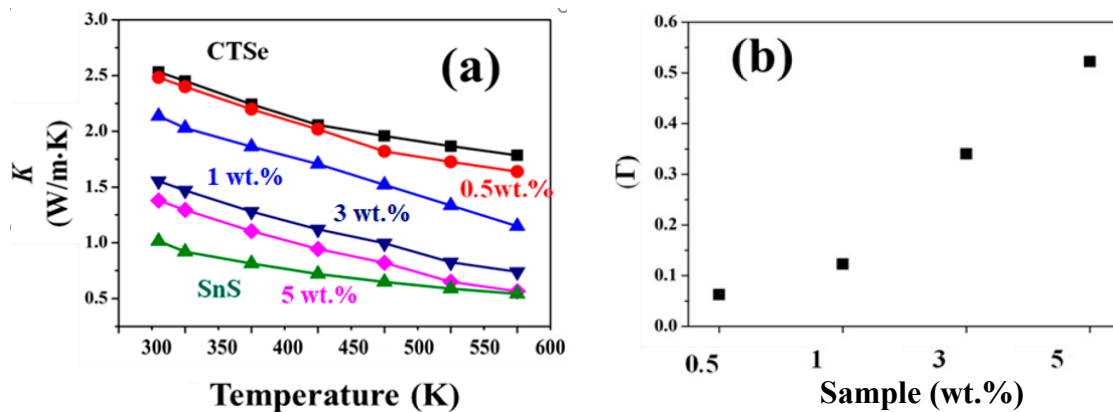 (a)
CTSe
3.0
2.5
2.0
1.5
1.0
0.5
K
(W/m·K)
1 wt.%
3 wt.%
0.5wt.%
SnS
5 wt.%
300 350 400 450 500 550 600
Temperature (K)
(b)
0.6
0.5
0.4
0.3
0.2
0.1
0.0
(Γ)
0.5 1 3 5
Sample (wt.%)